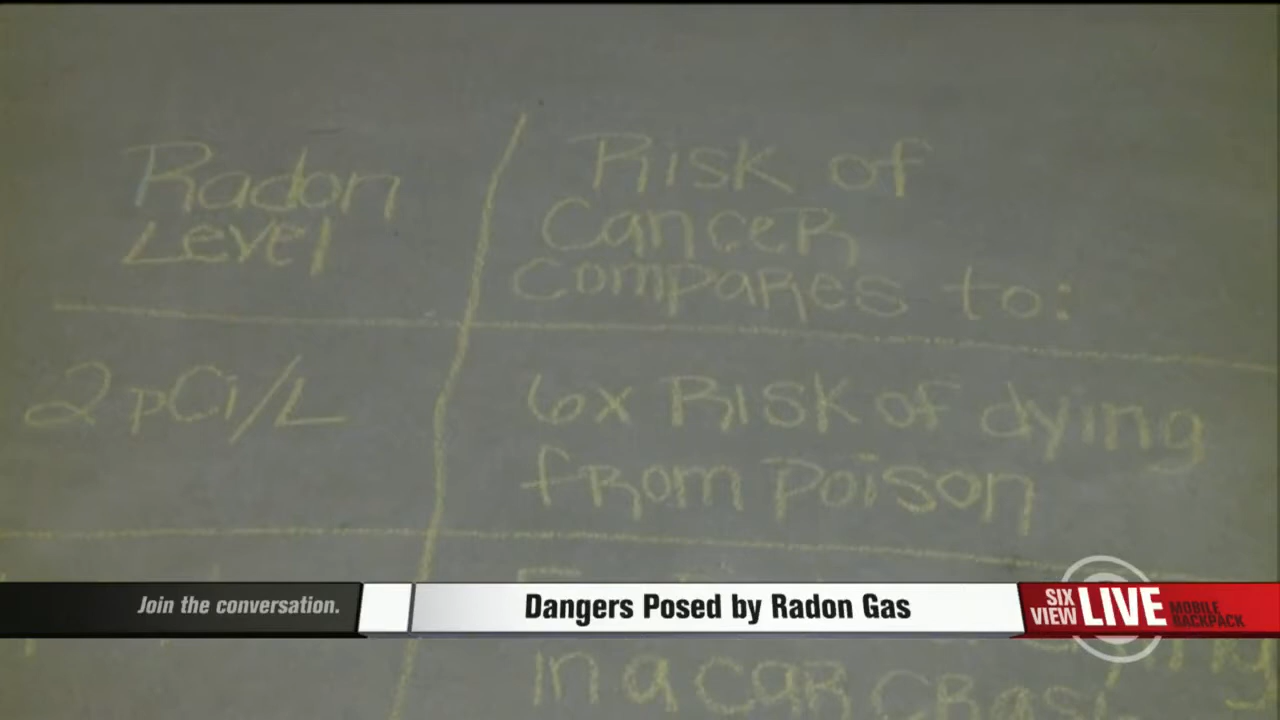 Radon
Level
Risk of
Cancer
Compares to:
2 pCi/L
6x Risk of dying
from poison
Join the conversation.
Dangers Posed by Radon Gas
SIX
VIEW
LIVE
MOBILE
BACKPACK
in a car